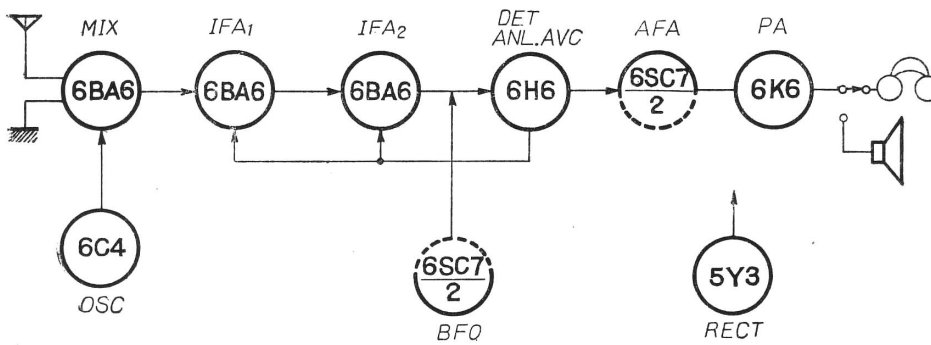 DET
MIX IFA₁ IFA₂ ANL.AVC AFA PA
6BA6 6BA6 6BA6 6H6 6SC7/2 6K6
6C4 6SC7/2 5Y3
OSC BFO RECT